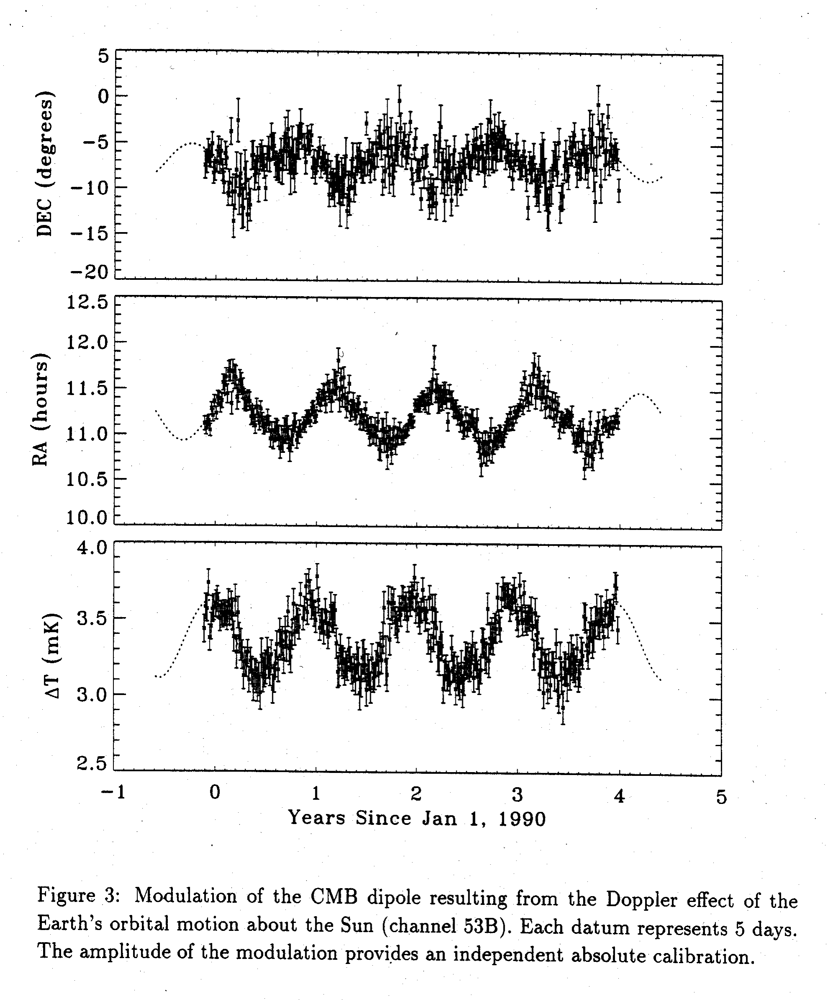 5
0
−5
−10
−15
−20
DEC (degrees)
12.5
12.0
11.5
11.0
10.5
10.0
RA (hours)
4.0
3.5
3.0
2.5
ΔT (mK)
−1 0 1 2 3 4 5
Years Since Jan 1, 1990
Figure 3: Modulation of the CMB dipole resulting from the Doppler effect of the
Earth's orbital motion about the Sun (channel 53B). Each datum represents 5 days.
The amplitude of the modulation provides an independent absolute calibration.